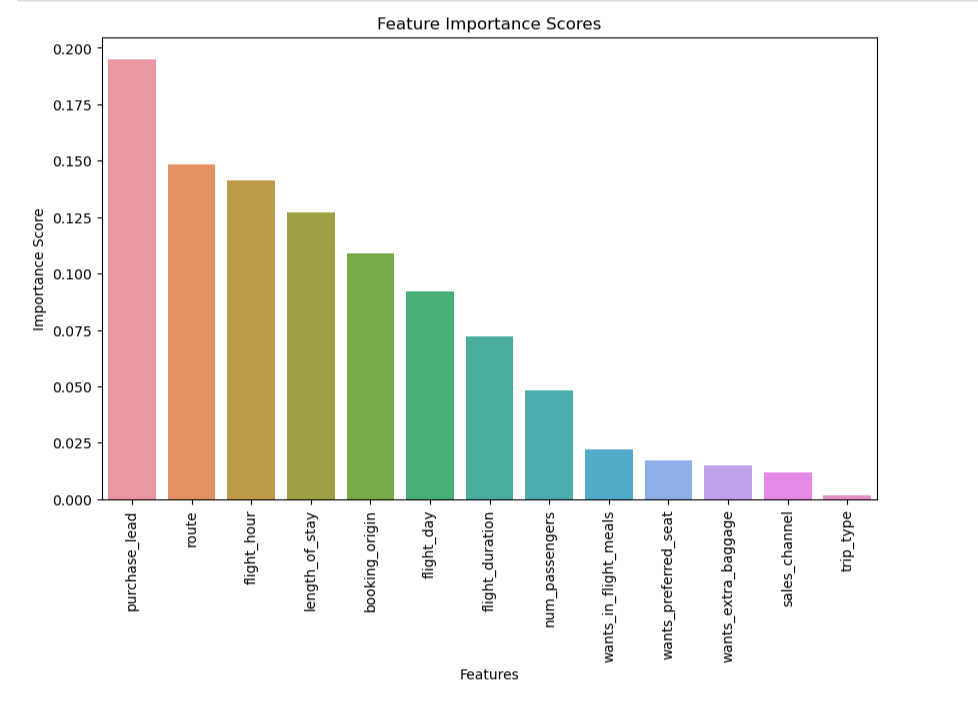 Feature Importance Scores
Importance Score
0.200
0.175
0.150
0.125
0.100
0.075
0.050
0.025
0.000
purchase_lead
route
flight_hour
length_of_stay
booking_origin
flight_day
flight_duration
num_passengers
wants_in_flight_meals
wants_preferred_seat
wants_extra_baggage
sales_channel
trip_type
Features